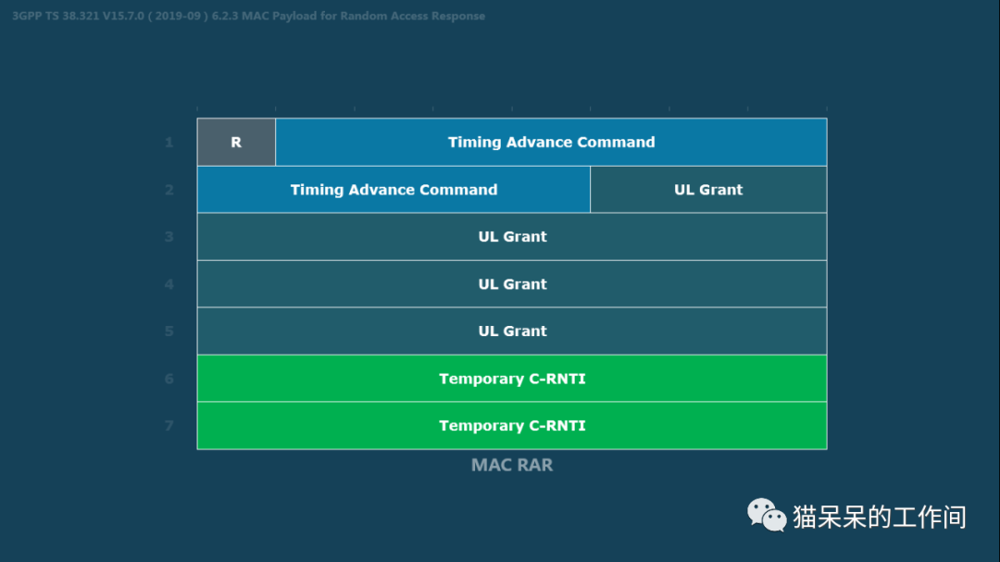 3GPP TS 38.321 V15.7.0 ( 2019-09 ) 6.2.3 MAC Payload for Random Access Response
1 R Timing Advance Command
2 Timing Advance Command UL Grant
3 UL Grant
4 UL Grant
5 UL Grant
6 Temporary C-RNTI
7 Temporary C-RNTI
MAC RAR
猫呆呆的工作间